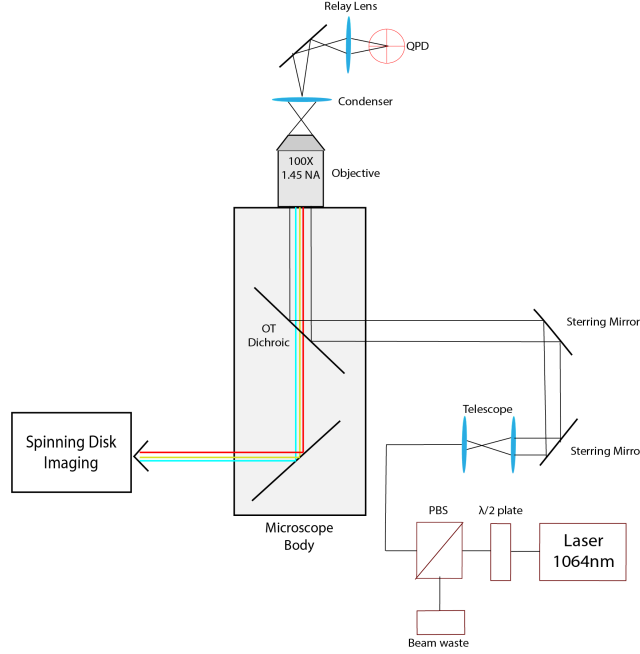 Relay Lens
QPD
Condenser
100X
1.45 NA
Objective
OT
Dichroic
Sterring Mirror
Telescope
Sterring Mirro
Spinning Disk
Imaging
PBS
λ/2 plate
Laser
1064nm
Microscope
Body
Beam waste